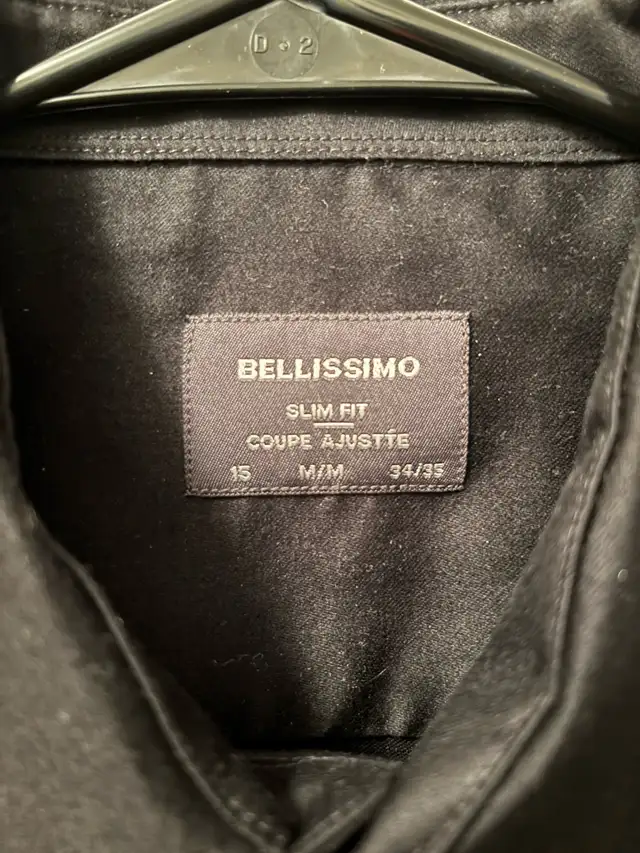 D 2
BELLISSIMO
SLIM FIT
COUPE AJUSTÉE
15 M/M 34/35